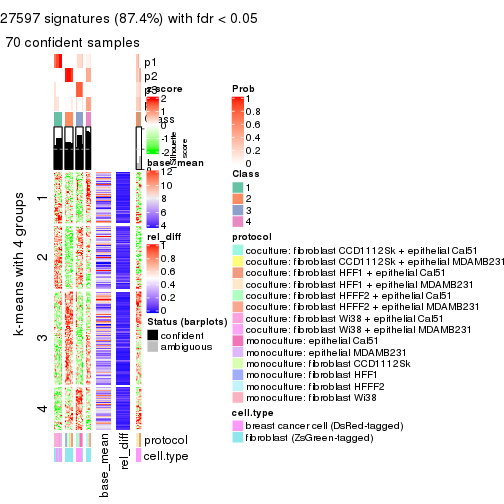 27597 signatures (87.4%) with fdr < 0.05
70 confident samples
p1
p2
p3
z_score
2
1
0
-1
-2
Class
Silhouette score
base_mean
12
10
8
6
4
rel_diff
1
0.8
0.6
0.4
0.2
0
Status (barplots)
confident
ambiguous
k-means with 4 groups
1
2
3
4
protocol
cell.type
base_mean
rel_diff
Prob
1
0.8
0.6
0.4
0.2
0
Class
1
2
3
4
protocol
coculture: fibroblast CCD1112Sk + epithelial Cal51
coculture: fibroblast CCD1112Sk + epithelial MDAMB231
coculture: fibroblast HFF1 + epithelial Cal51
coculture: fibroblast HFF1 + epithelial MDAMB231
coculture: fibroblast HFFF2 + epithelial Cal51
coculture: fibroblast HFFF2 + epithelial MDAMB231
coculture: fibroblast Wi38 + epithelial Cal51
coculture: fibroblast Wi38 + epithelial MDAMB231
monoculture: epithelial Cal51
monoculture: epithelial MDAMB231
monoculture: fibroblast CCD1112Sk
monoculture: fibroblast HFF1
monoculture: fibroblast HFFF2
monoculture: fibroblast Wi38
cell.type
breast cancer cell (DsRed-tagged)
fibroblast (ZsGreen-tagged)